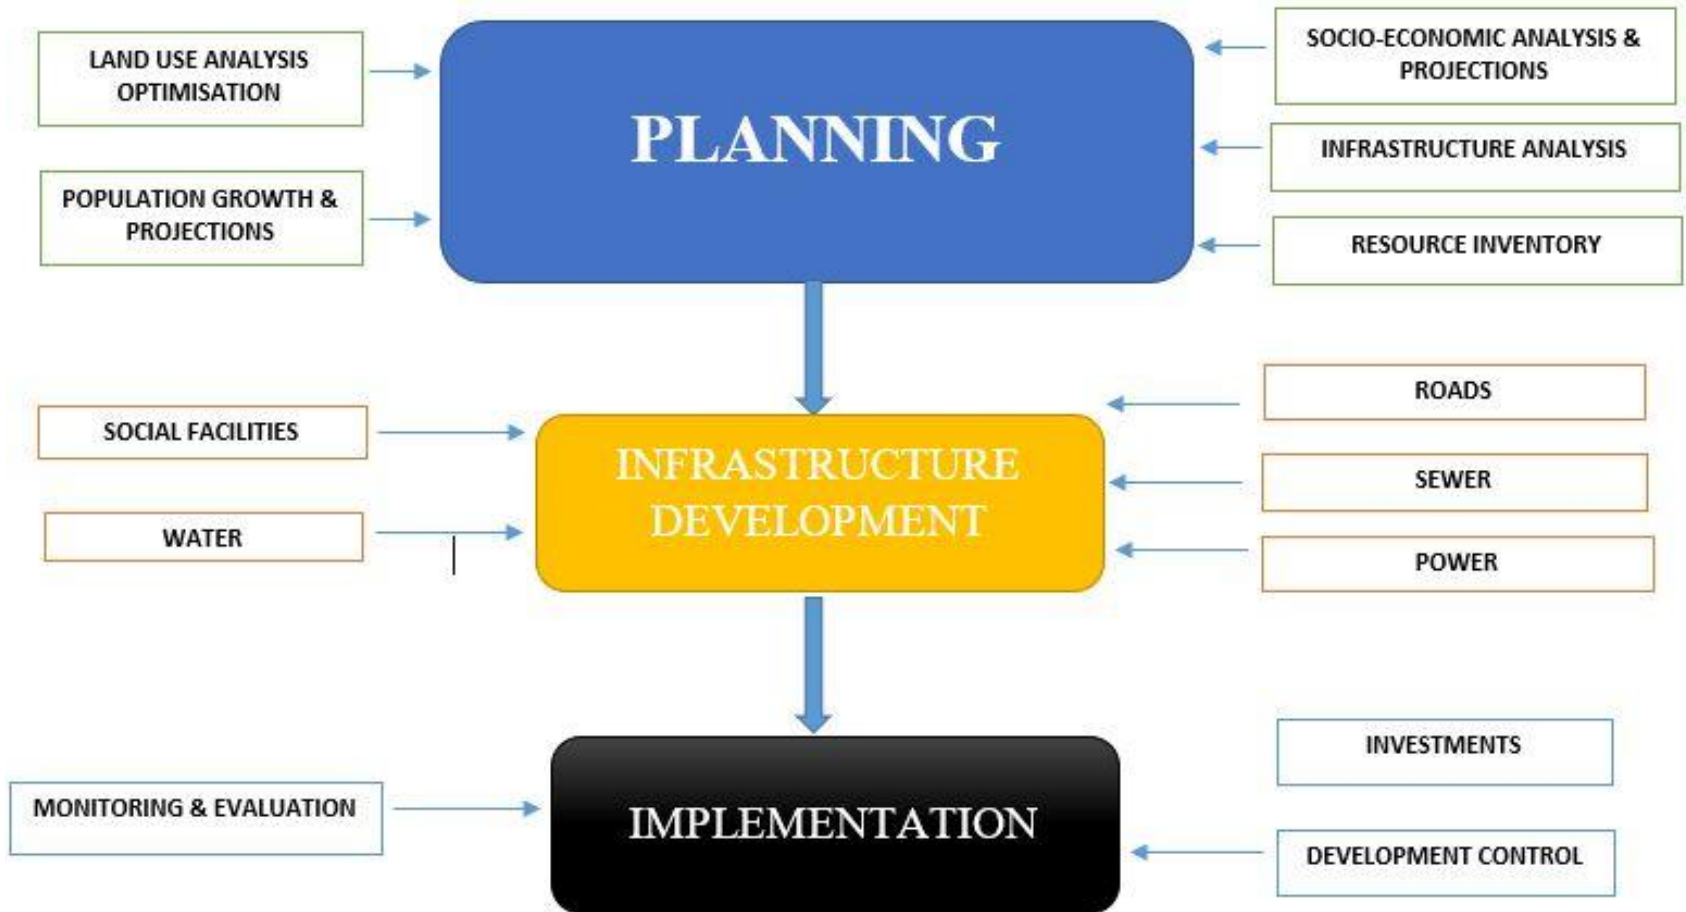 LAND USE ANALYSIS
OPTIMISATION
POPULATION GROWTH &
PROJECTIONS
PLANNING
SOCIO-ECONOMIC ANALYSIS &
PROJECTIONS
INFRASTRUCTURE ANALYSIS
RESOURCE INVENTORY
SOCIAL FACILITIES
WATER
INFRASTRUCTURE
DEVELOPMENT
ROADS
SEWER
POWER
MONITORING & EVALUATION
IMPLEMENTATION
INVESTMENTS
DEVELOPMENT CONTROL